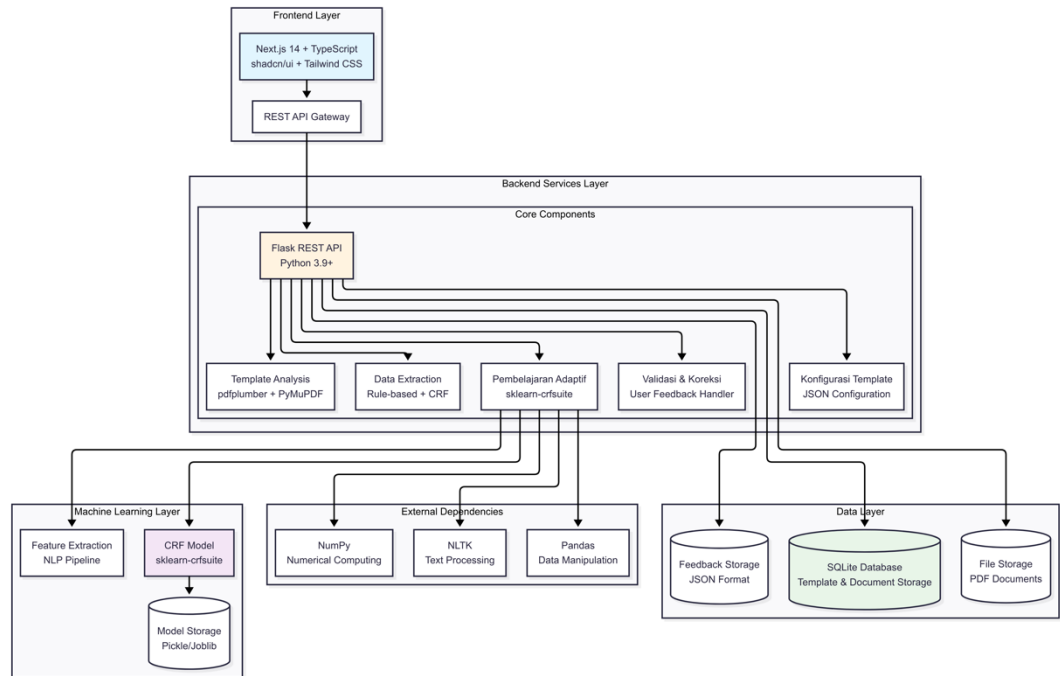 Frontend Layer
Next.js 14 + TypeScript
shadcn/ui + Tailwind CSS
REST API Gateway
Backend Services Layer
Core Components
Flask REST API
Python 3.9+
Template Analysis
pdfplumber + PyMuPDF
Data Extraction
Rule-based + CRF
Pembelajaran Adaptif
sklearn-crfsuite
Validasi & Koreksi
User Feedback Handler
Konfigurasi Template
JSON Configuration
Machine Learning Layer
Feature Extraction
NLP Pipeline
CRF Model
sklearn-crfsuite
Model Storage
Pickle/Joblib
External Dependencies
NumPy
Numerical Computing
NLTK
Text Processing
Pandas
Data Manipulation
Data Layer
Feedback Storage
JSON Format
SQLite Database
Template & Document Storage
File Storage
PDF Documents